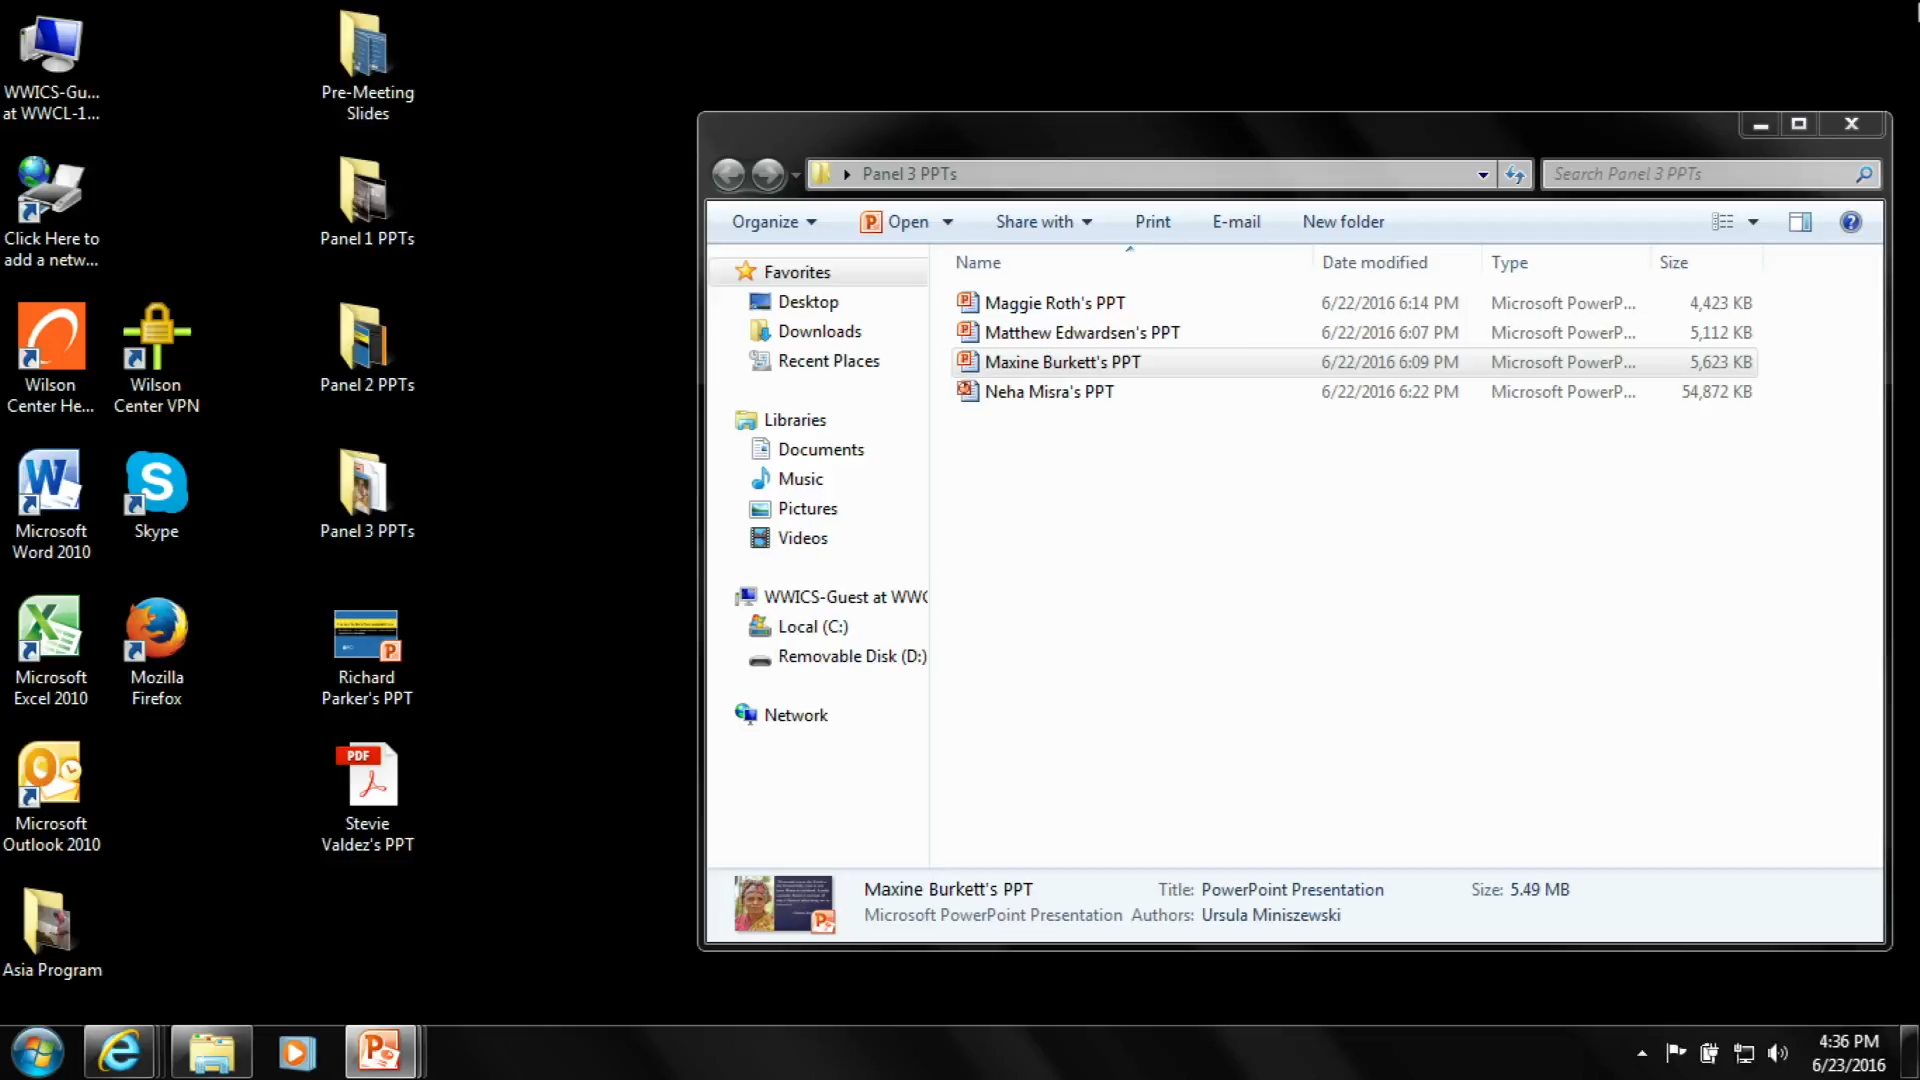 WWICS-Gu...
at WWCL-1...
Pre-Meeting
Slides
Click Here to
add a netw...
Panel 1 PPTs
Wilson
Center He...
Wilson
Center VPN
Panel 2 PPTs
Microsoft
Word 2010
Skype
Panel 3 PPTs
Microsoft
Excel 2010
Mozilla
Firefox
Richard
Parker's PPT
Microsoft
Outlook 2010
PDF
Stevie
Valdez's PPT
Asia Program
Panel 3 PPTs
Search Panel 3 PPTs
Organize Open Share with Print E-mail New folder
Favorites
Desktop
Downloads
Recent Places
Libraries
Documents
Music
Pictures
Videos
WWICS-Guest at WWC
Local (C:)
Removable Disk (D:)
Network
Name Date modified Type Size
Maggie Roth's PPT 6/22/2016 6:14 PM Microsoft PowerP... 4,423 KB
Matthew Edwardsen's PPT 6/22/2016 6:07 PM Microsoft PowerP... 5,112 KB
Maxine Burkett's PPT 6/22/2016 6:09 PM Microsoft PowerP... 5,623 KB
Neha Misra's PPT 6/22/2016 6:22 PM Microsoft PowerP... 54,872 KB
Maxine Burkett's PPT Title: PowerPoint Presentation Size: 5.49 MB
Microsoft PowerPoint Presentation Authors: Ursula Miniszewski
4:36 PM
6/23/2016